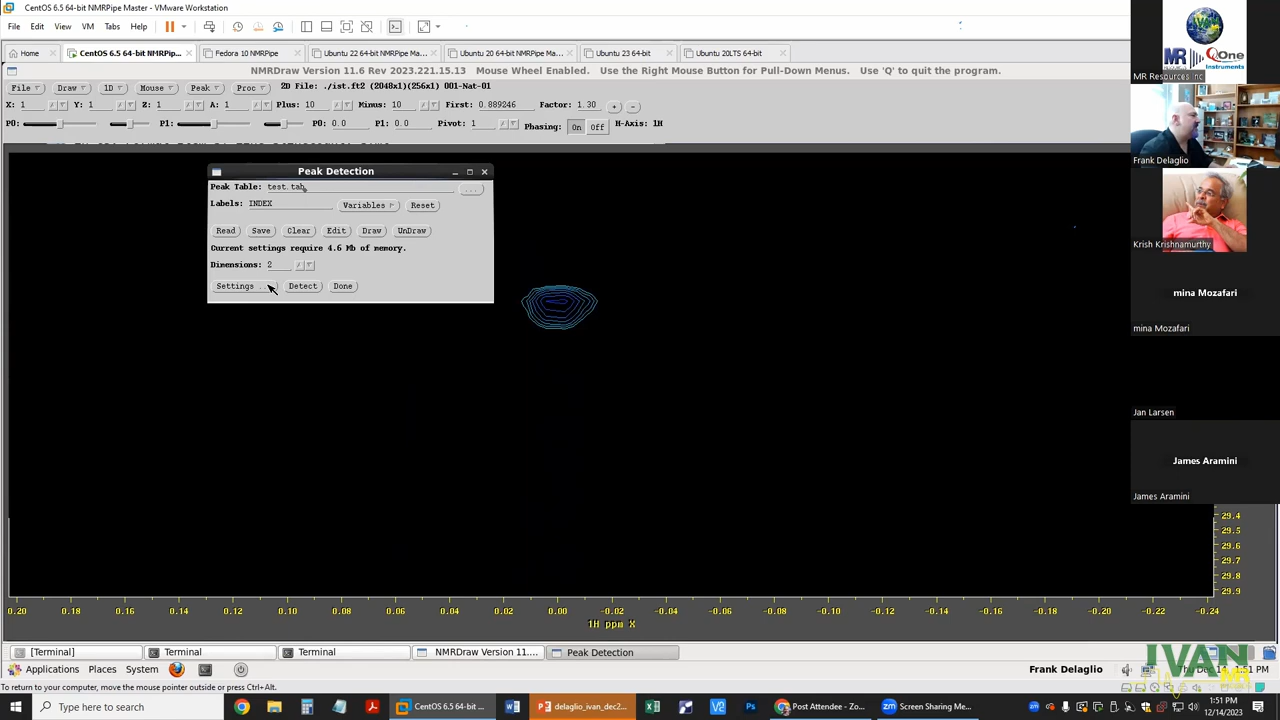 CentOS 6.5 64-bit NMRPipe Master - VMware Workstation
File Edit View VM Tabs Help
Home CentOS 6.5 64-bit NMRPip... Fedora 10 NMRPipe Ubuntu 22 64-bit NMRPipe Ma... Ubuntu 20 64-bit NMRPipe Ma... Ubuntu 23 64-bit Ubuntu 20LTS 64-bit
NMRDraw Version 11.6 Rev 2023.221.15.13 Mouse Wheel Enabled. Use the Right Mouse Button for Pull-Down Menus. Use 'Q' to quit the program.
File Draw 1D Mouse Peak Proc 2D File: ./ist.ft2 (2048x1)(256x1) 001-Nat-01
X: 1 Y: 1 Z: 1 A: 1 Plus: 10 Minus: 10 First: 0.889246 Factor: 1.30 + -
P0: P1: P0: 0.0 P1: 0.0 Pivot: 1 Phasing: On Off H-Axis: 1H
Peak Detection
Peak Table: test.tab ...
Labels: INDEX Variables Reset
Read Save Clear Edit Draw UnDraw
Current settings require 4.6 Mb of memory.
Dimensions: 2
Settings ... Detect Done
MR QOne
INSTRUMENTS
MR Resources Inc
Frank Delaglio
Krish Krishnamurthy
mina Mozafari
mina Mozafari
Jan Larsen
James Aramini
James Aramini
29.4
29.5
29.6
29.7
29.8
29.9
0.20 0.18 0.16 0.14 0.12 0.10 0.08 0.06 0.04 0.02 0.00 -0.02 -0.04 -0.06 -0.08 -0.10 -0.12 -0.14 -0.16 -0.18 -0.20 -0.22 -0.24
1H ppm X
[Terminal] Terminal Terminal NMRDraw Version 11.... Peak Detection
Applications Places System Frank Delaglio Thu Dec 14, 1:51 PM
IVAN
To return to your computer, move the mouse pointer outside or press Ctrl+Alt.
Type here to search CentOS 6.5 64-bit ... delaglio_ivan_dec2... Post Attendee - Zo... Screen Sharing Me... 1:51 PM
12/14/2023